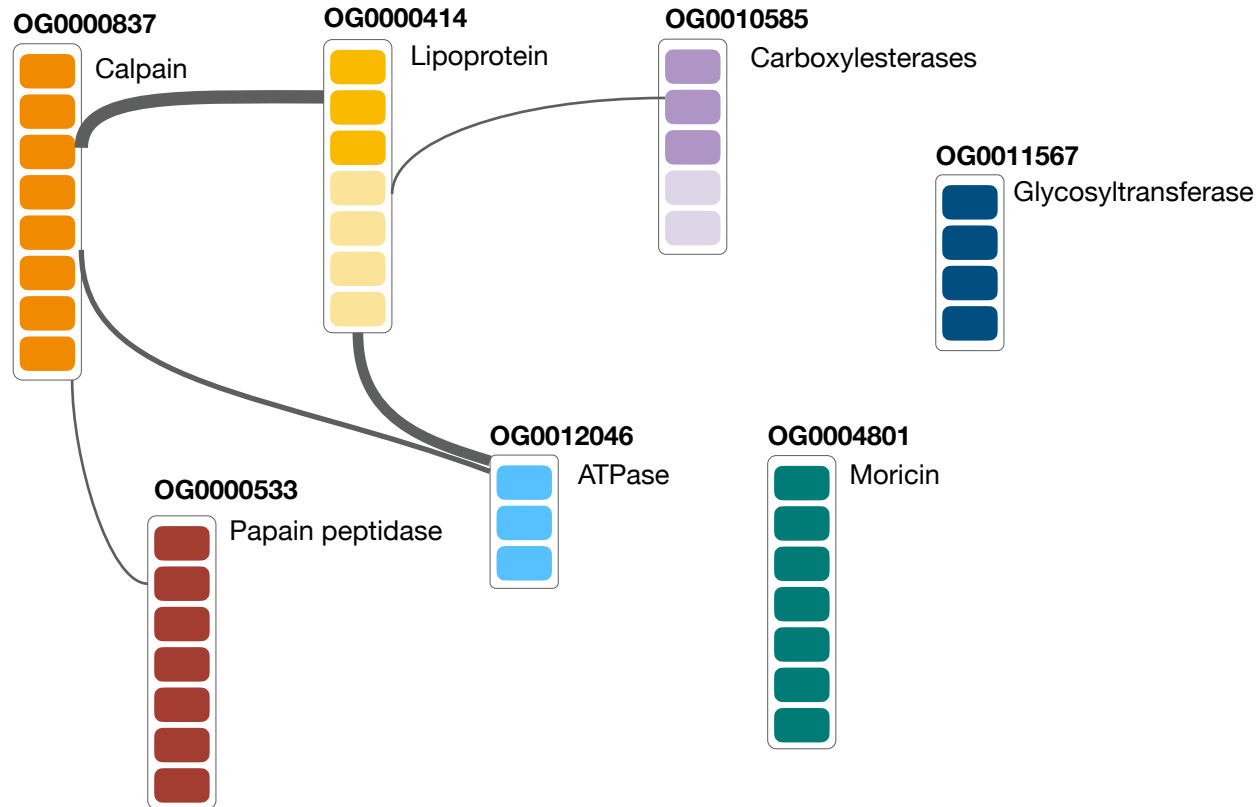 OG0000837
Calpain
OG0000414
Lipoprotein
OG0010585
Carboxylesterases
OG0011567
Glycosyltransferase
OG0012046
ATPase
OG0004801
Moricin
OG0000533
Papain peptidase